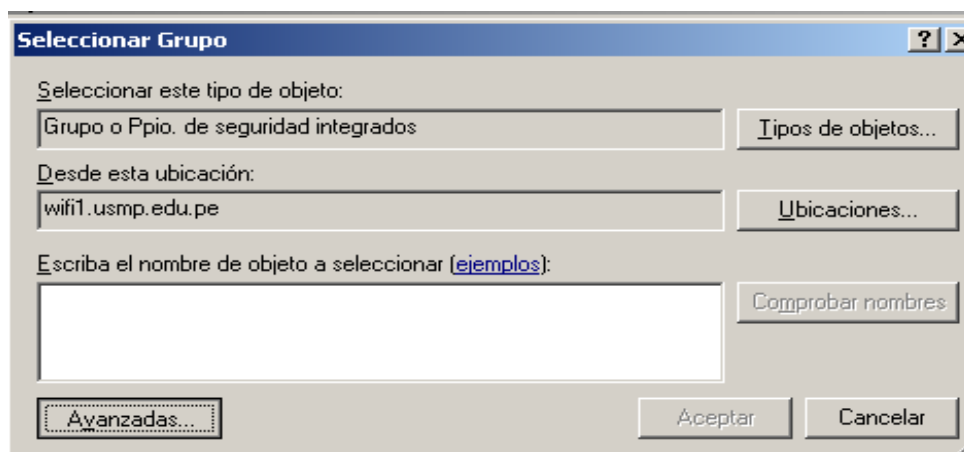 Seleccionar Grupo
Seleccionar este tipo de objeto:
Grupo o Ppio. de seguridad integrados
Tipos de objetos...
Desde esta ubicación:
wifi1.usmp.edu.pe
Ubicaciones...
Escriba el nombre de objeto a seleccionar (ejemplos):
Comprobar nombres
Avanzadas...
Aceptar
Cancelar